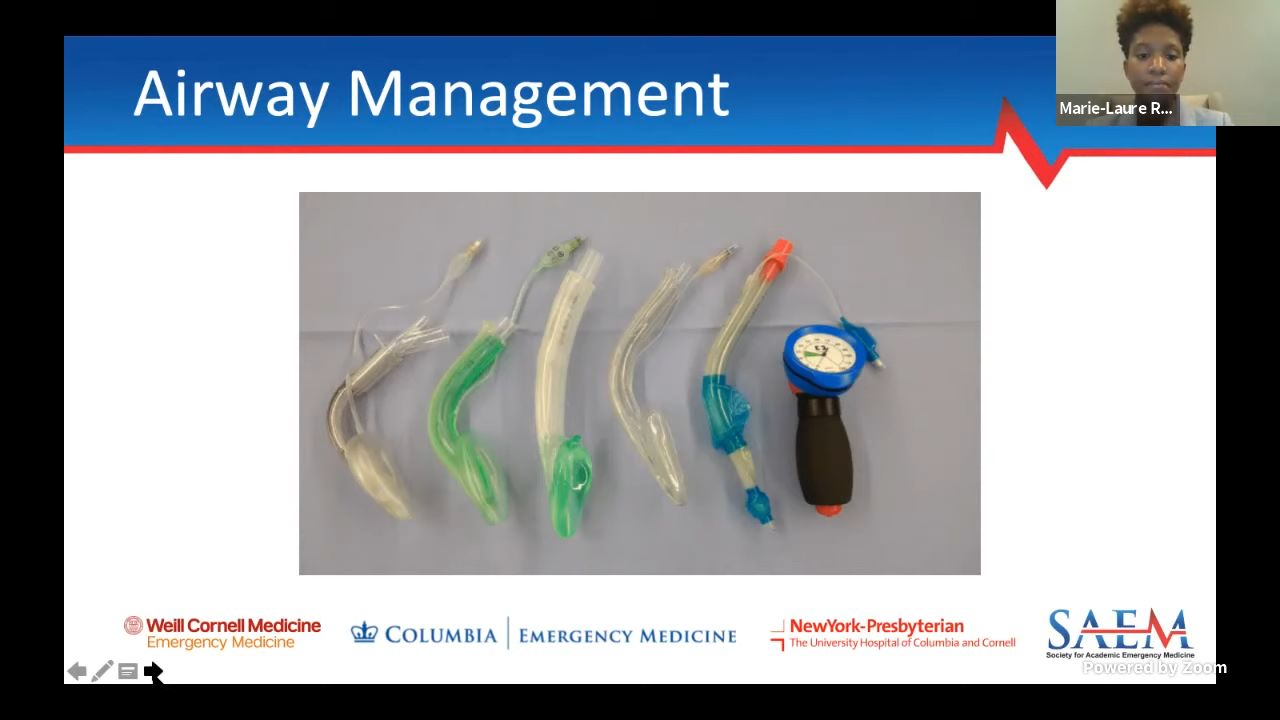 Airway Management
Marie-Laure R...
Weill Cornell Medicine
Emergency Medicine
COLUMBIA
EMERGENCY MEDICINE
NewYork-Presbyterian
The University Hospital of Columbia and Cornell
SAEM
Society for Academic Emergency Medicine
Powered by Zoom